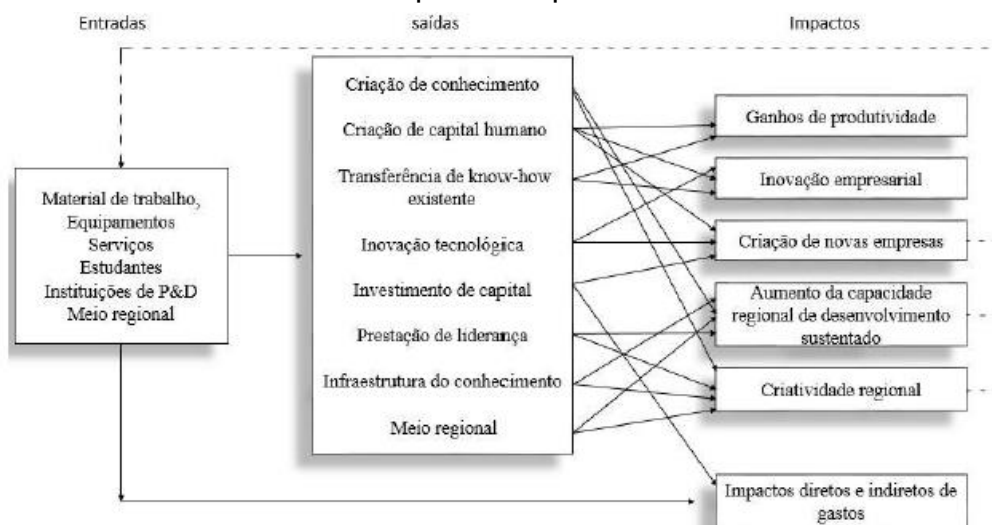 Entradas
saídas
Impactos
Material de trabalho,
Equipamentos
Serviços
Estudantes
Instituições de P&D
Meio regional
Criação de conhecimento
Criação de capital humano
Transferência de know-how
existente
Inovação tecnológica
Investimento de capital
Prestação de liderança
Infraestrutura do conhecimento
Meio regional
Ganhos de produtividade
Inovação empresarial
Criação de novas empresas
Aumento da capacidade
regional de desenvolvimento
sustentado
Criatividade regional
Impactos diretos e indiretos de
gastos